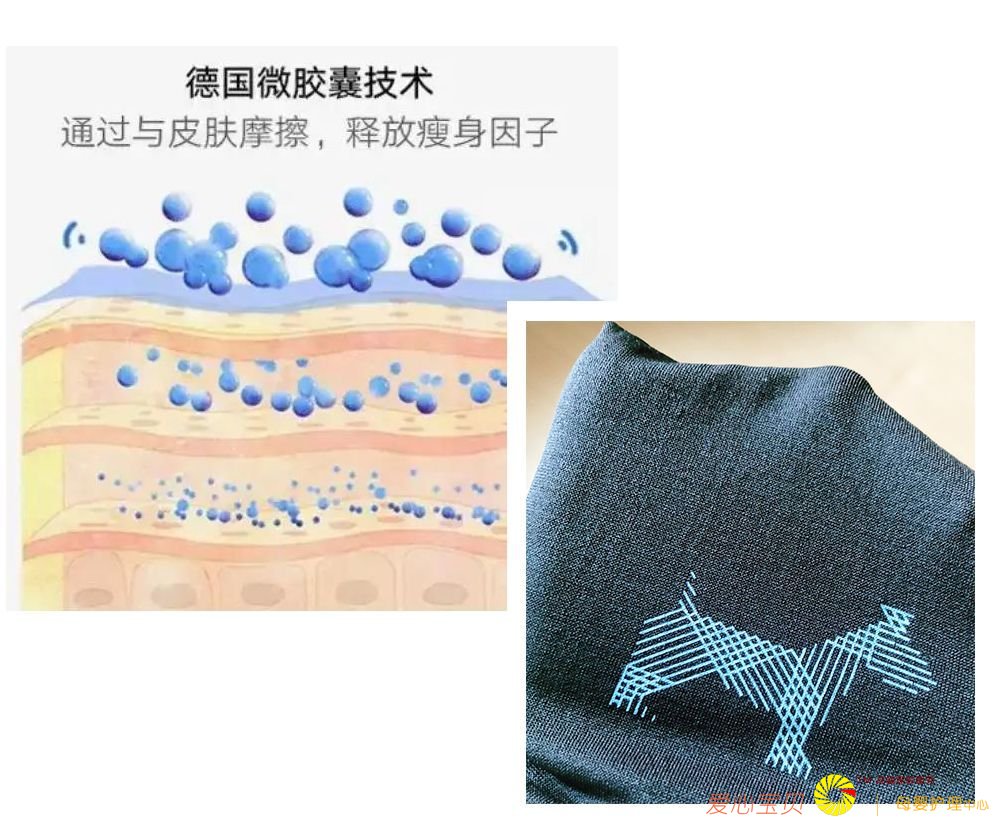 德国微胶囊技术
通过与皮肤摩擦，释放瘦身因子
爱心宝贝
母婴护理中心